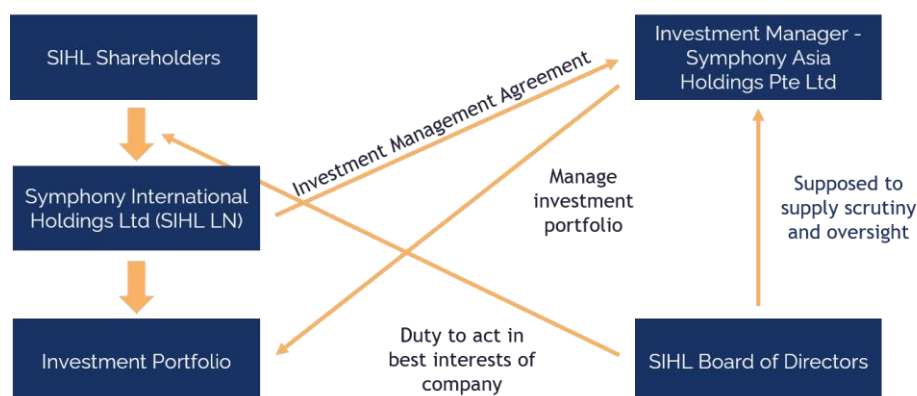 SIHL Shareholders
Investment Manager -
Symphony Asia
Holdings Pte Ltd
Investment Management Agreement
Symphony International
Holdings Ltd (SIHL LN)
Manage
investment
portfolio
Supposed to
supply scrutiny
and oversight
Investment Portfolio
Duty to act in
best interests of
company
SIHL Board of Directors